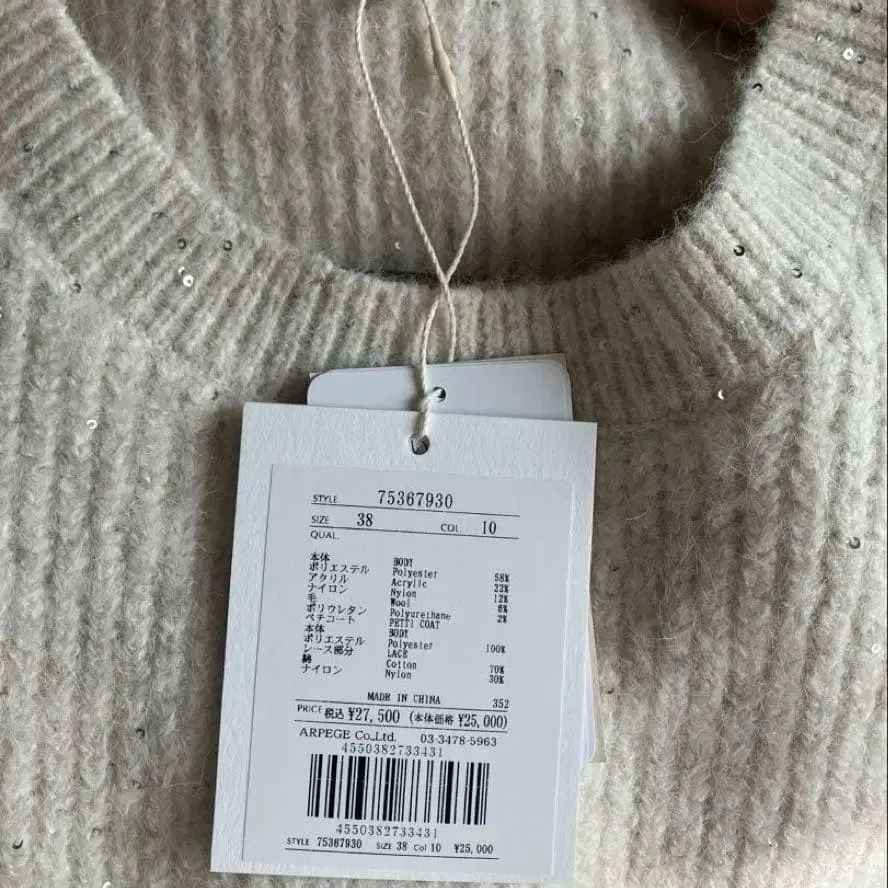 STYLE 75367930
SIZE 38 COL. 10
QUAL.
本体 BODY
ポリエステル Polyester 58%
アクリル Acrylic 22%
ナイロン Nylon 12%
毛 Wool 6%
ポリウレタン Polyurethane 2%
ペチコート PETTI COAT
本体 BODY
ポリエステル Polyester 100%
レース部分 LACE
綿 Cotton 70%
ナイロン Nylon 30%
MADE IN CHINA 352
PRICE 税込 ¥27,500 (本体価格 ¥25,000)
ARPEGE Co.,Ltd. 03-3478-5963
4550382733431
4550382733431
STYLE 75367930 SIZE 38 Col 10 ¥25,000